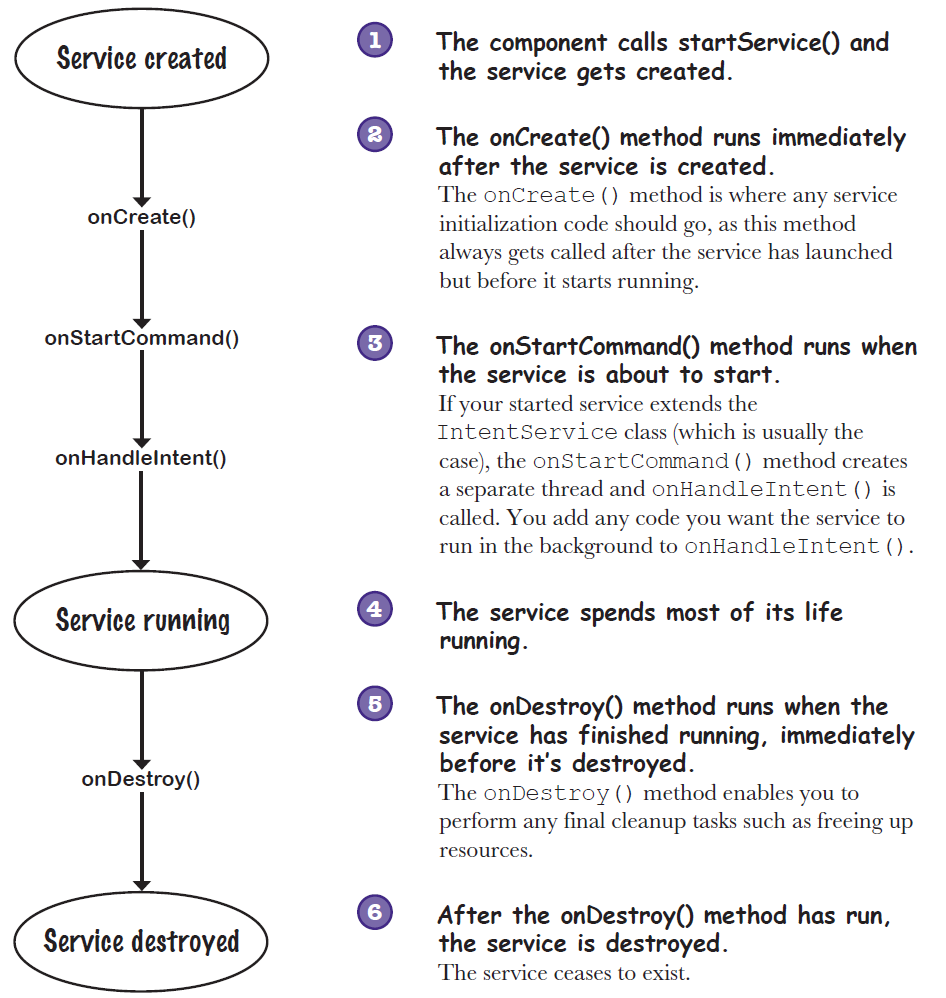 Service created
onCreate()
onStartCommand()
onHandleIntent()
Service running
onDestroy()
Service destroyed
1
The component calls startService() and
the service gets created.
2
The onCreate() method runs immediately
after the service is created.
The onCreate() method is where any service
initialization code should go, as this method
always gets called after the service has launched
but before it starts running.
3
The onStartCommand() method runs when
the service is about to start.
If your started service extends the
IntentService class (which is usually the
case), the onStartCommand() method creates
a separate thread and onHandleIntent() is
called. You add any code you want the service to
run in the background to onHandleIntent().
4
The service spends most of its life
running.
5
The onDestroy() method runs when the
service has finished running, immediately
before it's destroyed.
The onDestroy() method enables you to
perform any final cleanup tasks such as freeing up
resources.
6
After the onDestroy() method has run,
the service is destroyed.
The service ceases to exist.